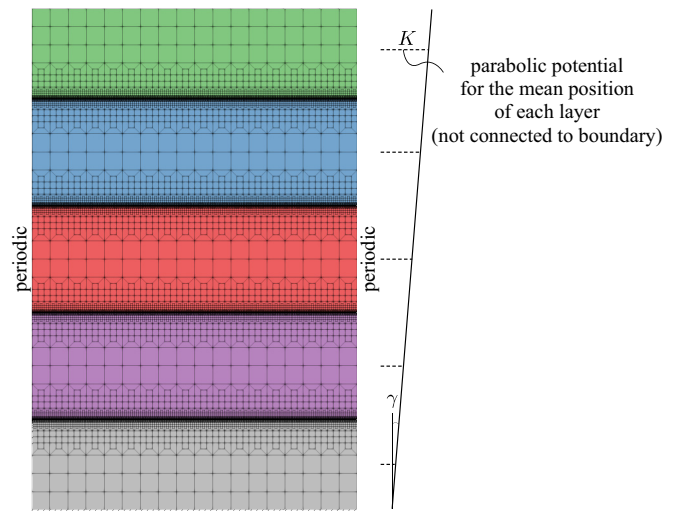 K
parabolic potential
for the mean position
of each layer
(not connected to boundary)
periodic
periodic
γ